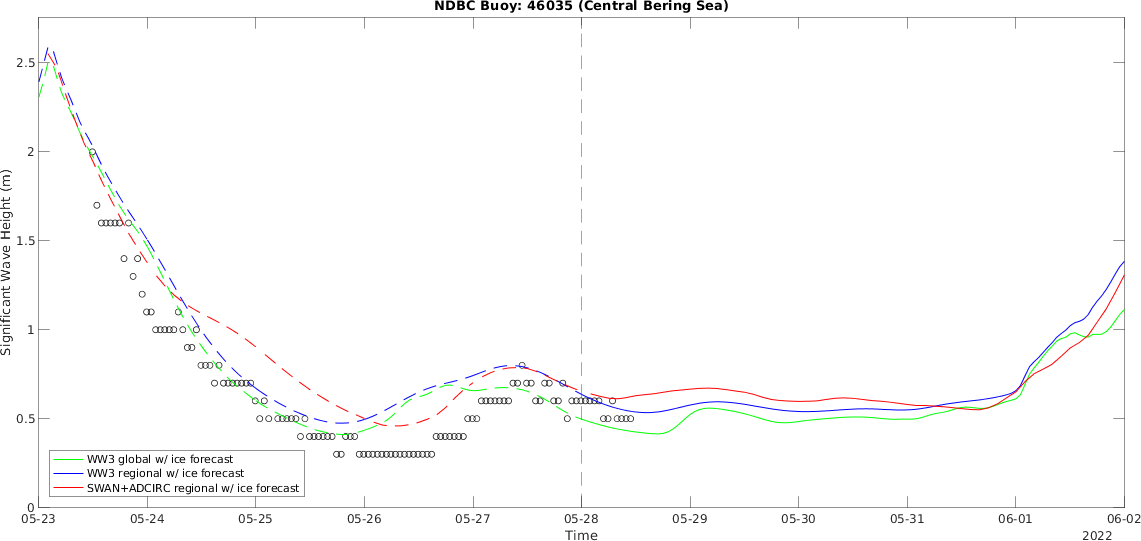 NDBC Buoy: 46035 (Central Bering Sea)
Significant Wave Height (m)
2.5
2
1.5
1
0.5
0
WW3 global w/ ice forecast
WW3 regional w/ ice forecast
SWAN+ADCIRC regional w/ ice forecast
05-23 05-24 05-25 05-26 05-27 05-28 05-29 05-30 05-31 06-01 06-02
Time 2022